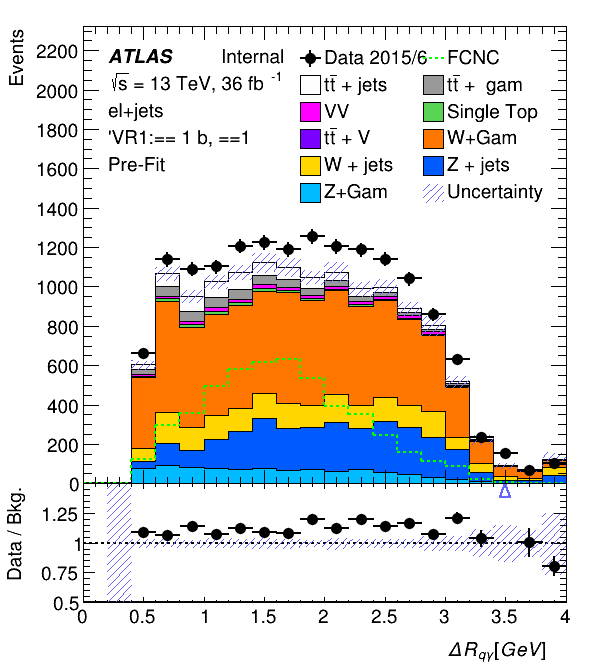 Events
2200
2000
1800
1600
1400
1200
1000
800
600
400
200
0
ATLAS Internal
√s = 13 TeV, 36 fb⁻¹
el+jets
'VR1:== 1 b, ==1
Pre-Fit
Data 2015/6 FCNC
tt̄ + jets tt̄ + gam
VV Single Top
tt̄ + V W+Gam
W + jets Z + jets
Z+Gam Uncertainty
Data / Bkg.
1.25
1
0.75
0.5
0 0.5 1 1.5 2 2.5 3 3.5 4
ΔR_qγ[GeV]